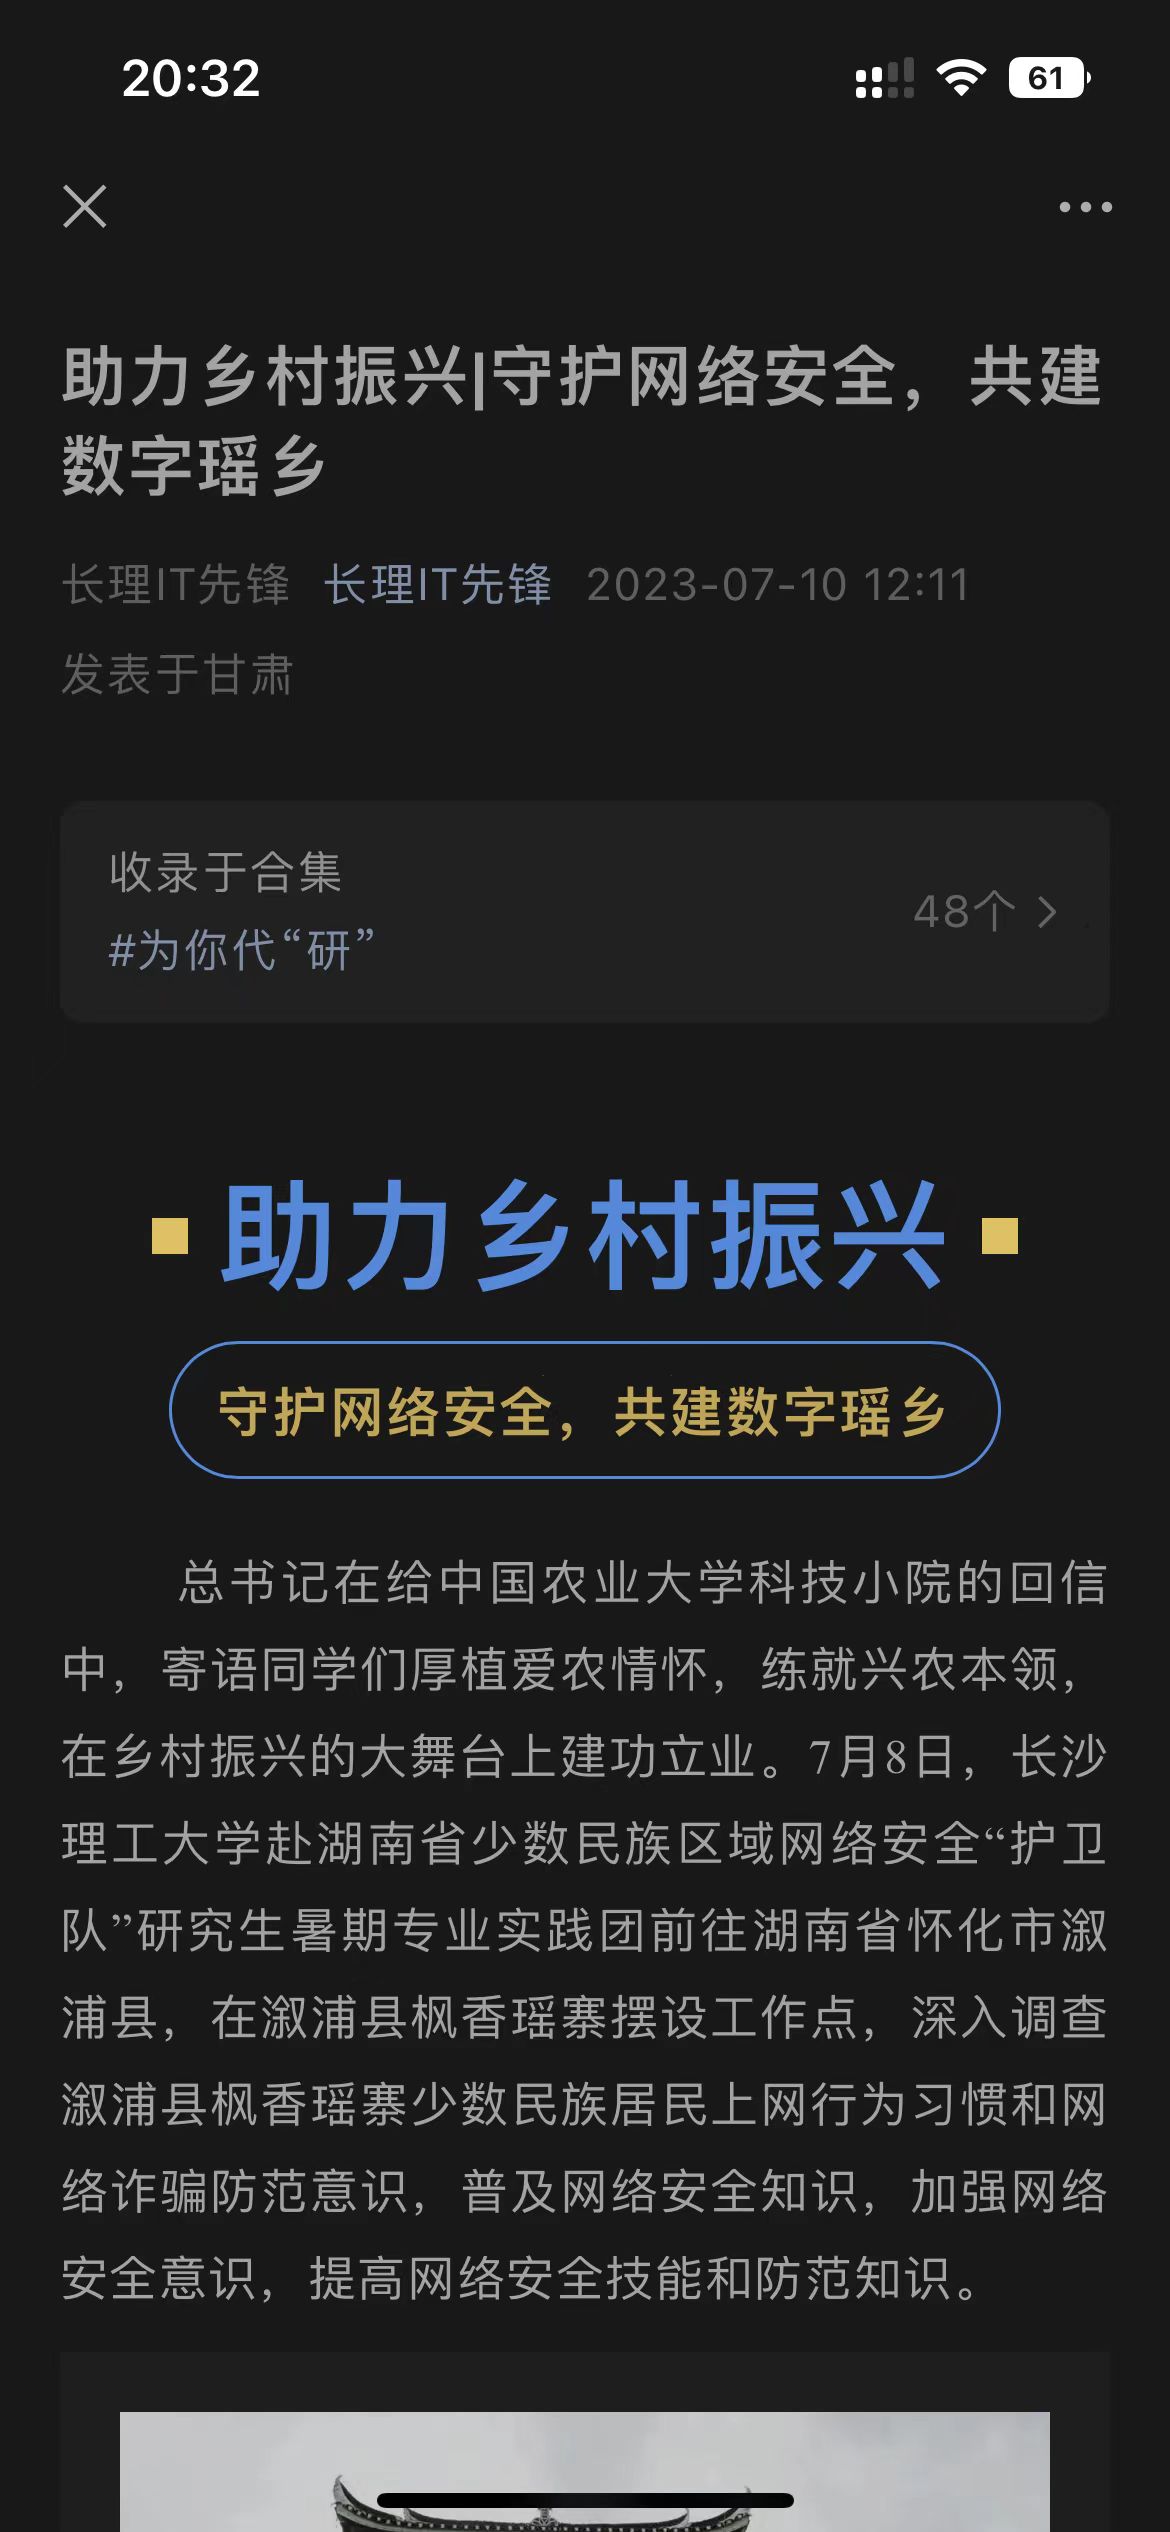 20:32
61
助力乡村振兴|守护网络安全，共建
数字瑶乡
长理IT先锋 长理IT先锋 2023-07-10 12:11
发表于甘肃
收录于合集
#为你代“研”
48个
助力乡村振兴
守护网络安全，共建数字瑶乡
总书记在给中国农业大学科技小院的回信
中，寄语同学们厚植爱农情怀，练就兴农本领，
在乡村振兴的大舞台上建功立业。7月8日，长沙
理工大学赴湖南省少数民族区域网络安全“护卫
队”研究生暑期专业实践团前往湖南省怀化市溆
浦县，在溆浦县枫香瑶寨摆设工作点，深入调查
溆浦县枫香瑶寨少数民族居民上网行为习惯和网
络诈骗防范意识，普及网络安全知识，加强网络
安全意识，提高网络安全技能和防范知识。